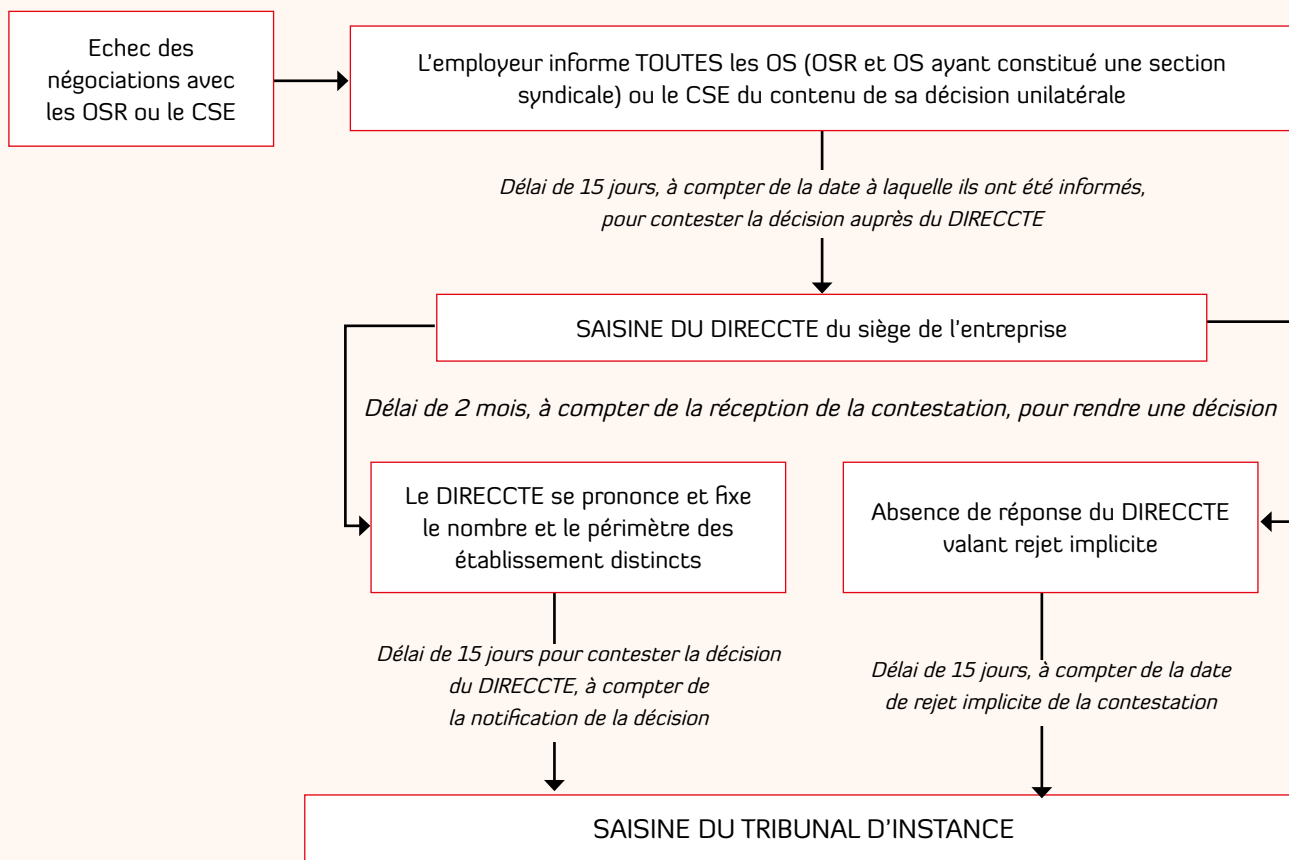 Echec des
négociations avec
les OSR ou le CSE
L'employeur informe TOUTES les OS (OSR et OS ayant constitué une section
syndicale) ou le CSE du contenu de sa décision unilatérale
Délai de 15 jours, à compter de la date à laquelle ils ont été informés,
pour contester la décision auprès du DIRECCTE
SAISINE DU DIRECCTE du siège de l'entreprise
Délai de 2 mois, à compter de la réception de la contestation, pour rendre une décision
Le DIRECCTE se prononce et fixe
le nombre et le périmètre des
établissement distincts
Absence de réponse du DIRECCTE
valant rejet implicite
Délai de 15 jours pour contester la décision
du DIRECCTE, à compter de
la notification de la décision
Délai de 15 jours, à compter de la date
de rejet implicite de la contestation
SAISINE DU TRIBUNAL D'INSTANCE